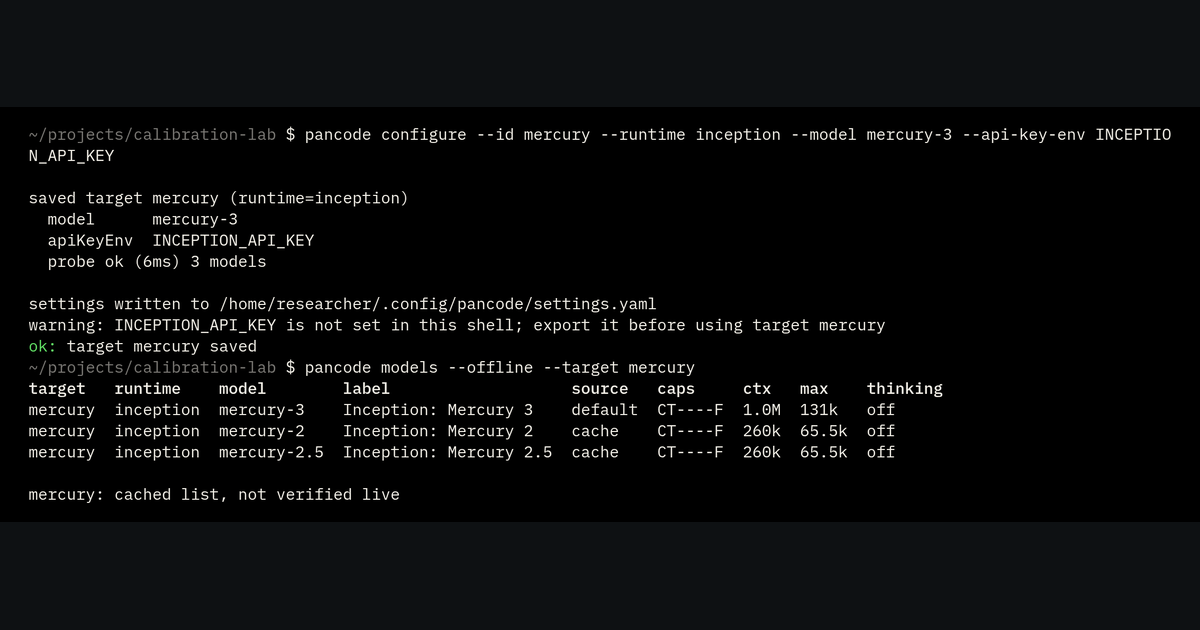 ~/projects/calibration-lab $ pancode configure --id mercury --runtime inception --model mercury-3 --api-key-env INCEPTIO
N_API_KEY
saved target mercury (runtime=inception)
  model      mercury-3
  apiKeyEnv  INCEPTION_API_KEY
  probe ok (6ms) 3 models
settings written to /home/researcher/.config/pancode/settings.yaml
warning: INCEPTION_API_KEY is not set in this shell; export it before using target mercury
ok: target mercury saved
~/projects/calibration-lab $ pancode models --offline --target mercury
target   runtime    model        label                   source   caps     ctx   max    thinking
mercury  inception  mercury-3    Inception: Mercury 3    default  CT----F  1.0M  131k   off
mercury  inception  mercury-2    Inception: Mercury 2    cache    CT----F  260k  65.5k  off
mercury  inception  mercury-2.5  Inception: Mercury 2.5  cache    CT----F  260k  65.5k  off
mercury: cached list, not verified live